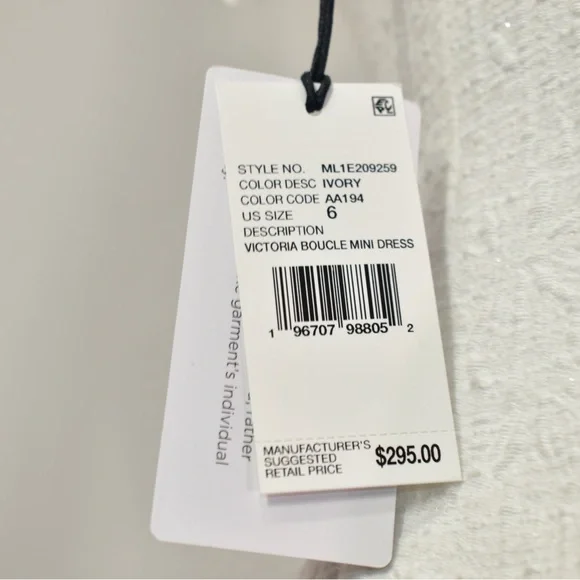 STYLE NO. ML1E209259
COLOR DESC IVORY
COLOR CODE AA194
US SIZE 6
DESCRIPTION
VICTORIA BOUCLE MINI DRESS
1 96707 98805 2
MANUFACTURER'S
SUGGESTED
RETAIL PRICE
$295.00
rather
garment's individual